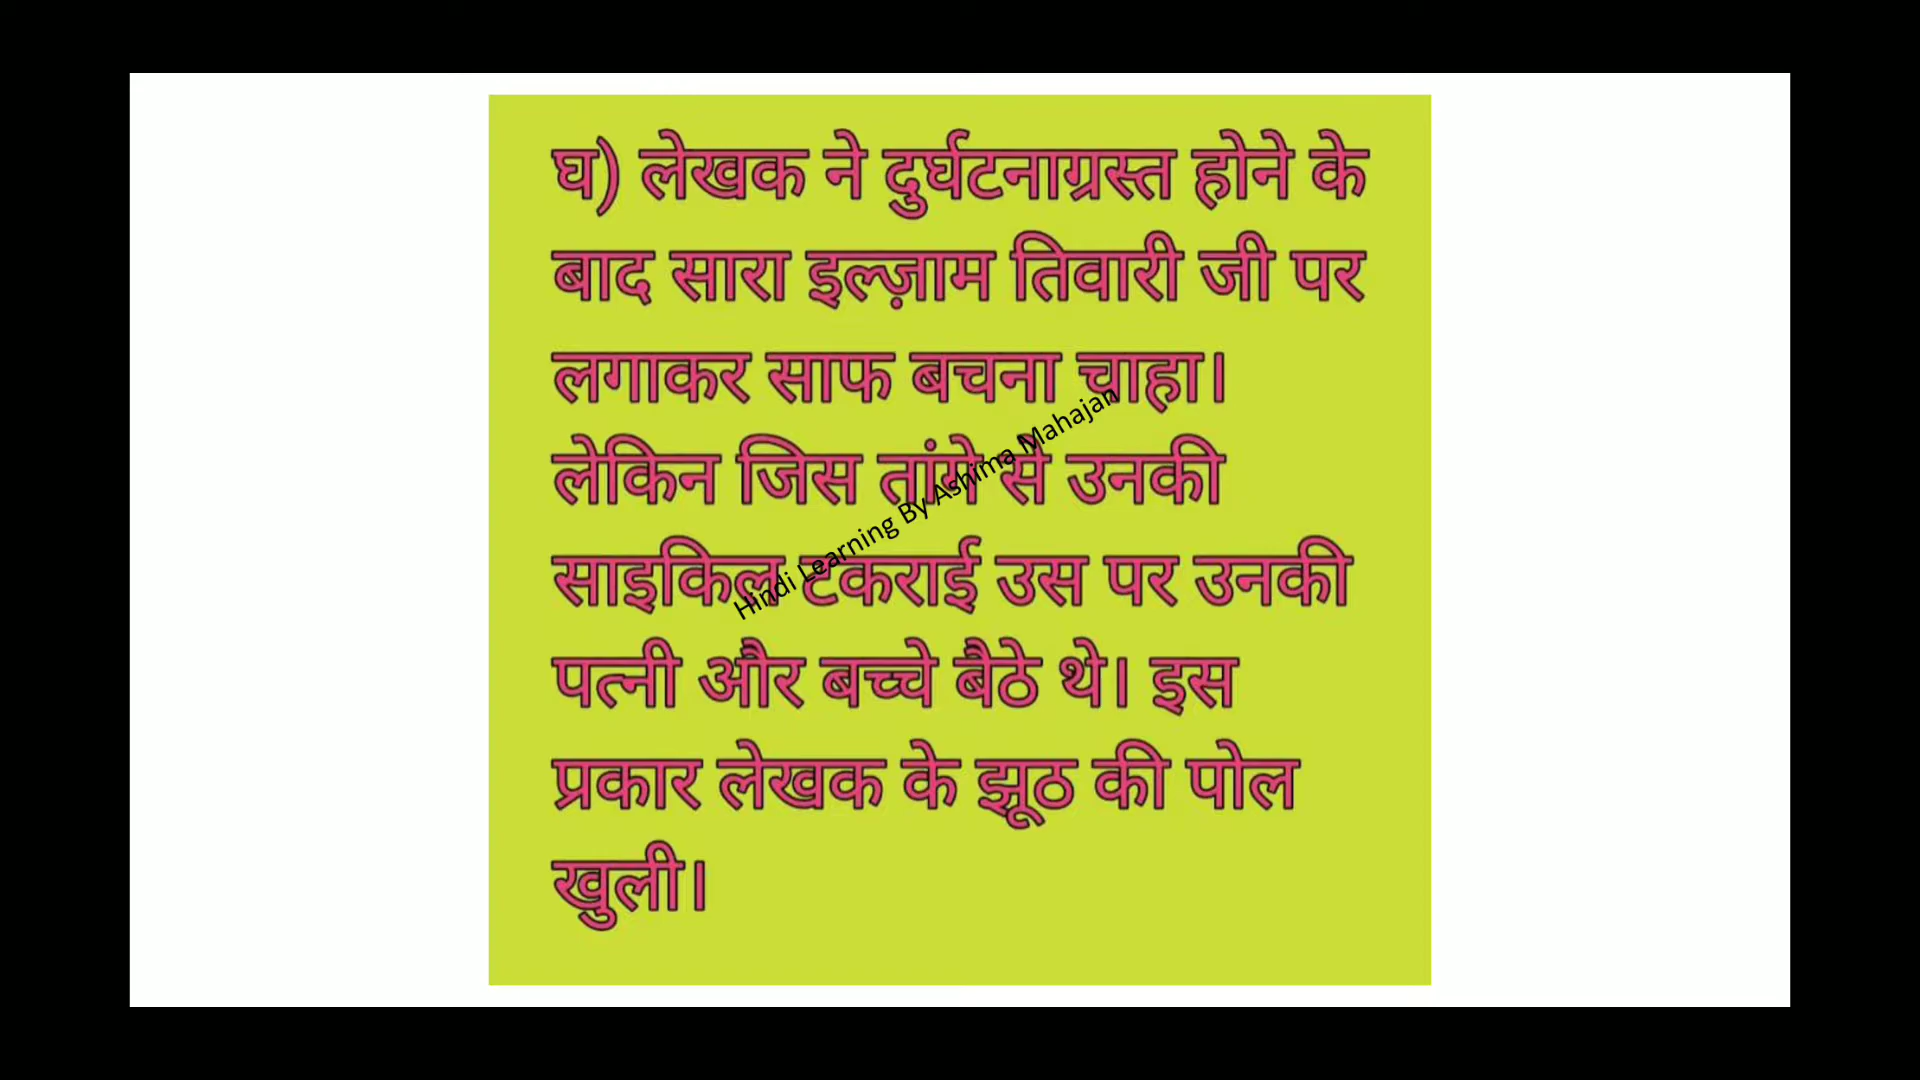 घ) लेखक ने दुर्घटनाग्रस्त होने के
बाद सारा इल्ज़ाम तिवारी जी पर
लगाकर साफ बचना चाहा।
लेकिन जिस तांगे से उनकी
साइकिल टकराई उस पर उनकी
पत्नी और बच्चे बैठे थे। इस
प्रकार लेखक के झूठ की पोल
खुली।
Hindi Learning By Ashima Mahajan